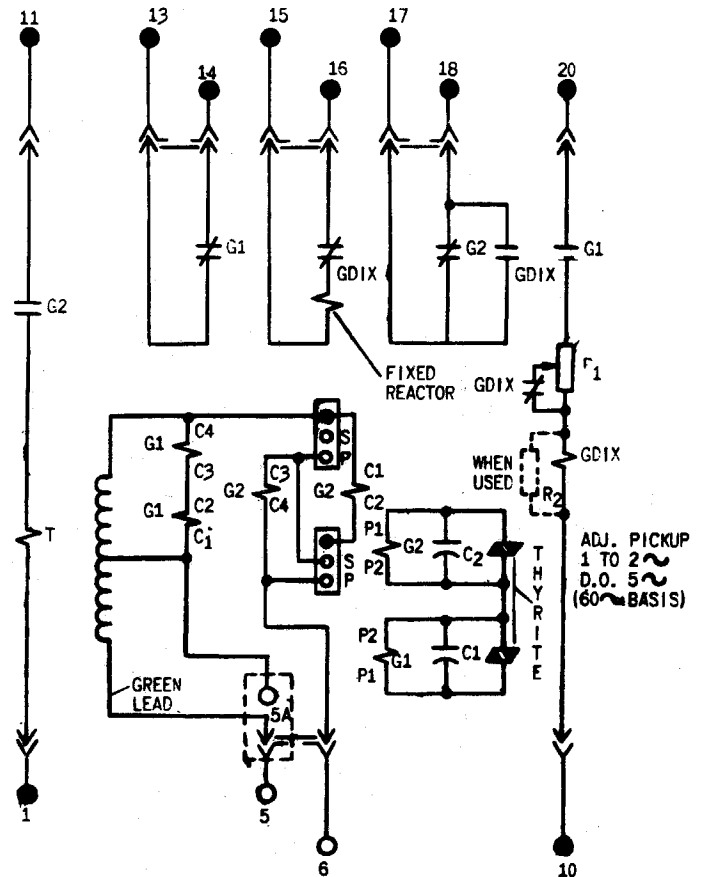 11
13
15
17
14
16
18
20
G1
GDIX
G2
GDIX
G1
G2
FIXED
REACTOR
GDIX
r1
G1
C4
C3
G1
C2
C1
S
P
C3
G2
C4
C1
G2
C2
S
P
WHEN
USED
R2
GDIX
T
P1
G2
P2
C2
P2
G1
P1
C1
THYRITE
ADJ. PICKUP
1 TO 2~
D.O. 5~
(60~BASIS)
GREEN
LEAD
5A
1
5
6
10